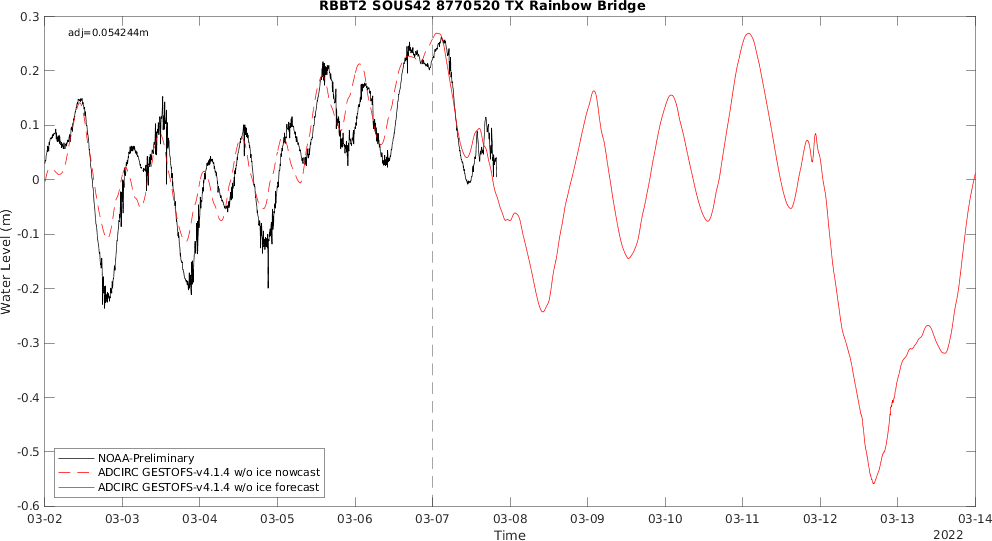 RBBT2 SOUS42 8770520 TX Rainbow Bridge
adj=0.054244m
0.3
0.2
0.1
0
-0.1
-0.2
-0.3
-0.4
-0.5
-0.6
Water Level (m)
NOAA-Preliminary
ADCIRC GESTOFS-v4.1.4 w/o ice nowcast
ADCIRC GESTOFS-v4.1.4 w/o ice forecast
03-02 03-03 03-04 03-05 03-06 03-07 03-08 03-09 03-10 03-11 03-12 03-13 03-14
Time
2022